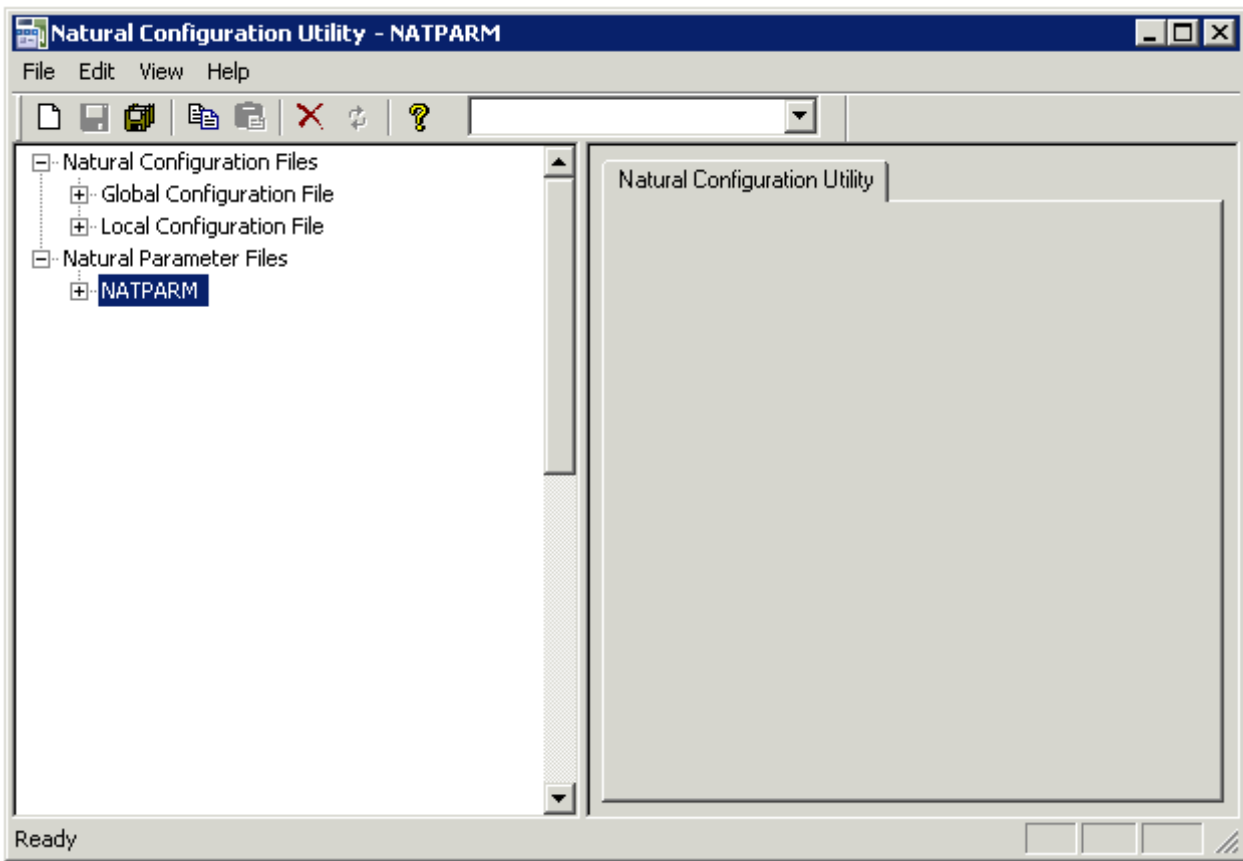 Natural Configuration Utility - NATPARM
File Edit View Help
Natural Configuration Files
Global Configuration File
Local Configuration File
Natural Parameter Files
NATPARM
Natural Configuration Utility
Ready